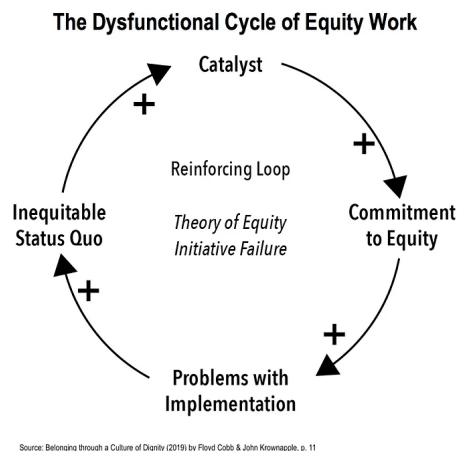 The Dysfunctional Cycle of Equity Work
Catalyst
+
+
Reinforcing Loop
Inequitable
Status Quo
Theory of Equity
Initiative Failure
Commitment
to Equity
+
+
Problems with
Implementation
Source: Belonging through a Culture of Dignity (2019) by Floyd Cobb & John Krownapple, p. 11